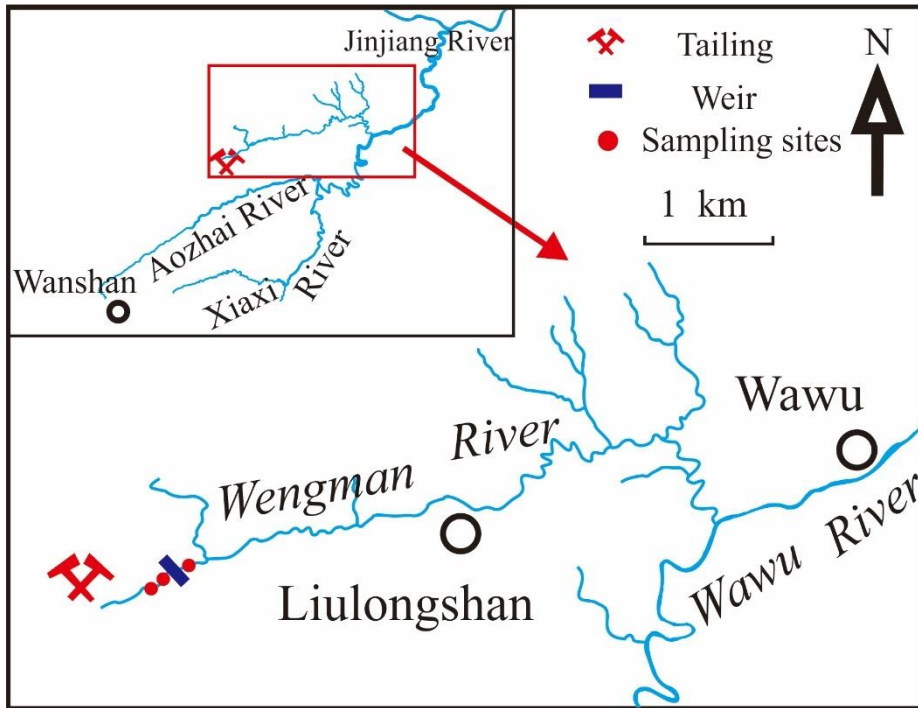 Jinjiang River
Tailing
N
Weir
Sampling sites
1 km
Aozhai River
Wanshan
Xiaxi River
Wawu
Wengman River
Liulongshan
Wawu River